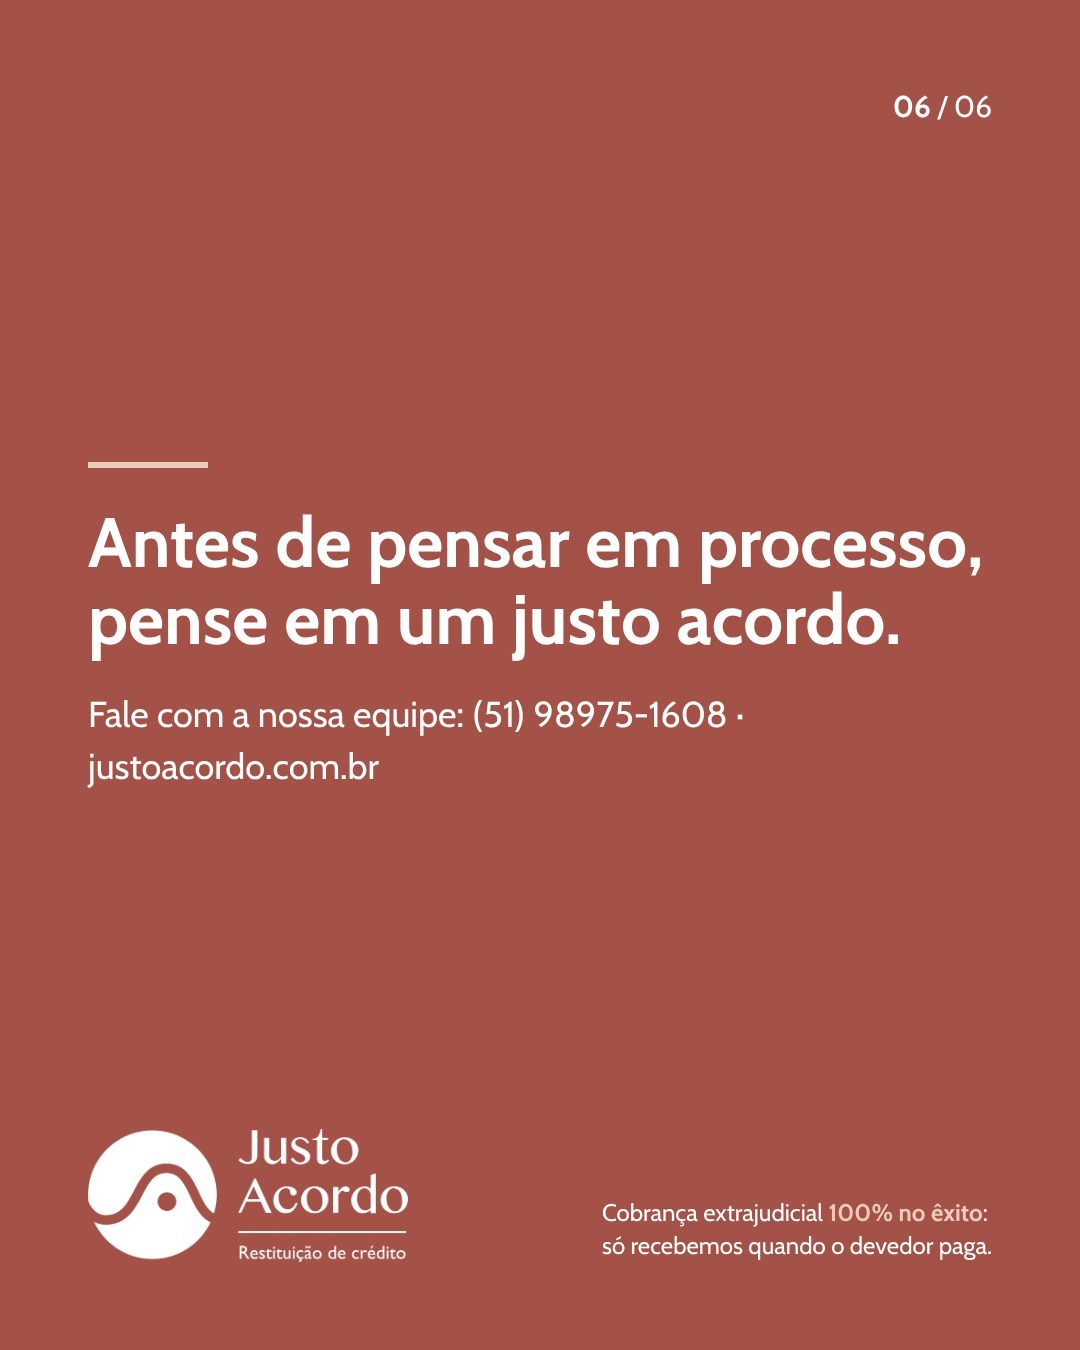 06 / 06
Antes de pensar em processo,
pense em um justo acordo.
Fale com a nossa equipe: (51) 98975-1608 ·
justoacordo.com.br
Justo
Acordo
Restituição de crédito
Cobrança extrajudicial 100% no êxito:
só recebemos quando o devedor paga.